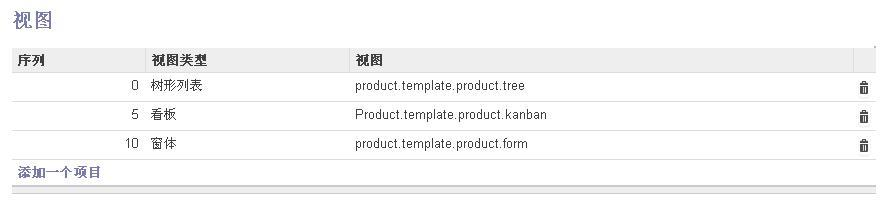 视图
序列 视图类型 视图
0 树形列表 product.template.product.tree
5 看板 Product.template.product.kanban
10 窗体 product.template.product.form
添加一个项目